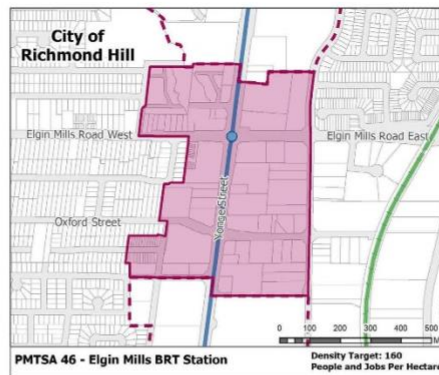 City of
Richmond Hill
Elgin Mills Road West
Elgin Mills Road East
Oxford Street
Yonge Street
0 100 200 300 400 500
M
PMTSA 46 - Elgin Mills BRT Station
Density Target: 160
People and Jobs Per Hectare